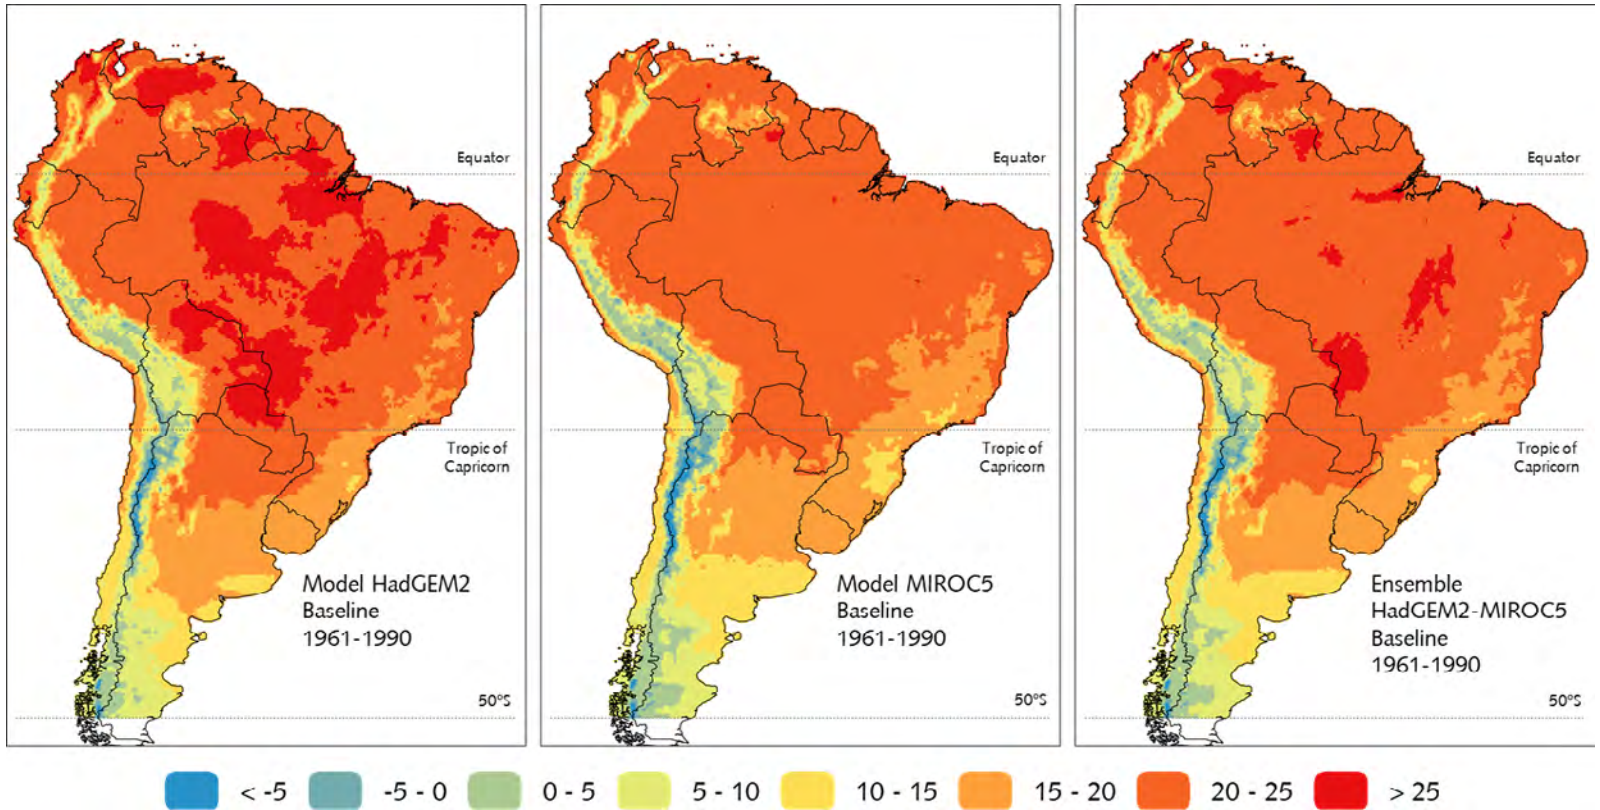 Equator
Tropic of
Capricorn
Model HadGEM2
Baseline
1961-1990
50°S
Equator
Tropic of
Capricorn
Model MIROC5
Baseline
1961-1990
50°S
Equator
Tropic of
Capricorn
Ensemble
HadGEM2-MIROC5
Baseline
1961-1990
50°S
< -5 -5 - 0 0 - 5 5 - 10 10 - 15 15 - 20 20 - 25 > 25